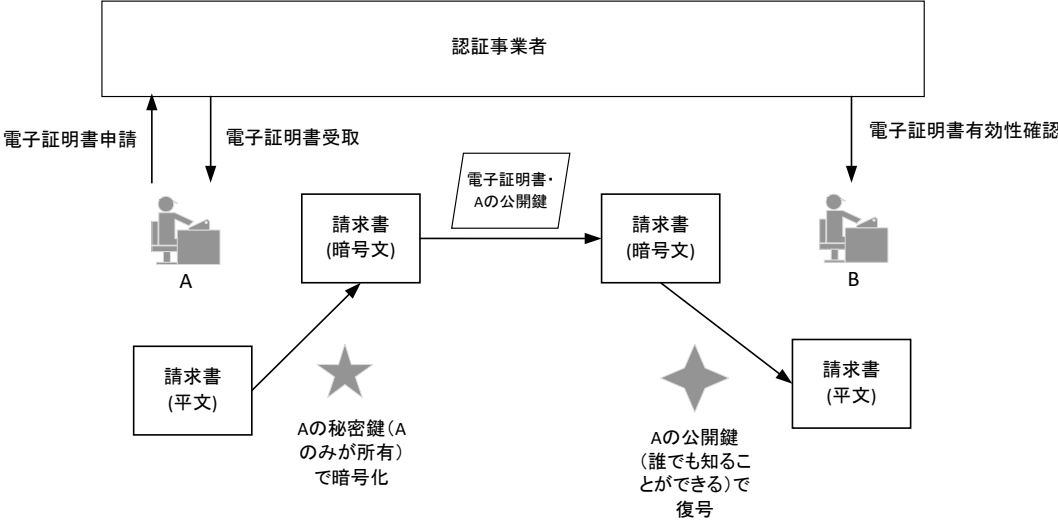 認証事業者
電子証明書申請
電子証明書受取
電子証明書有効性確認
電子証明書・
Aの公開鍵
請求書
(暗号文)
請求書
(暗号文)
A
B
請求書
(平文)
請求書
(平文)
Aの秘密鍵（A
のみが所有）
で暗号化
Aの公開鍵
（誰でも知るこ
とができる）で
復号